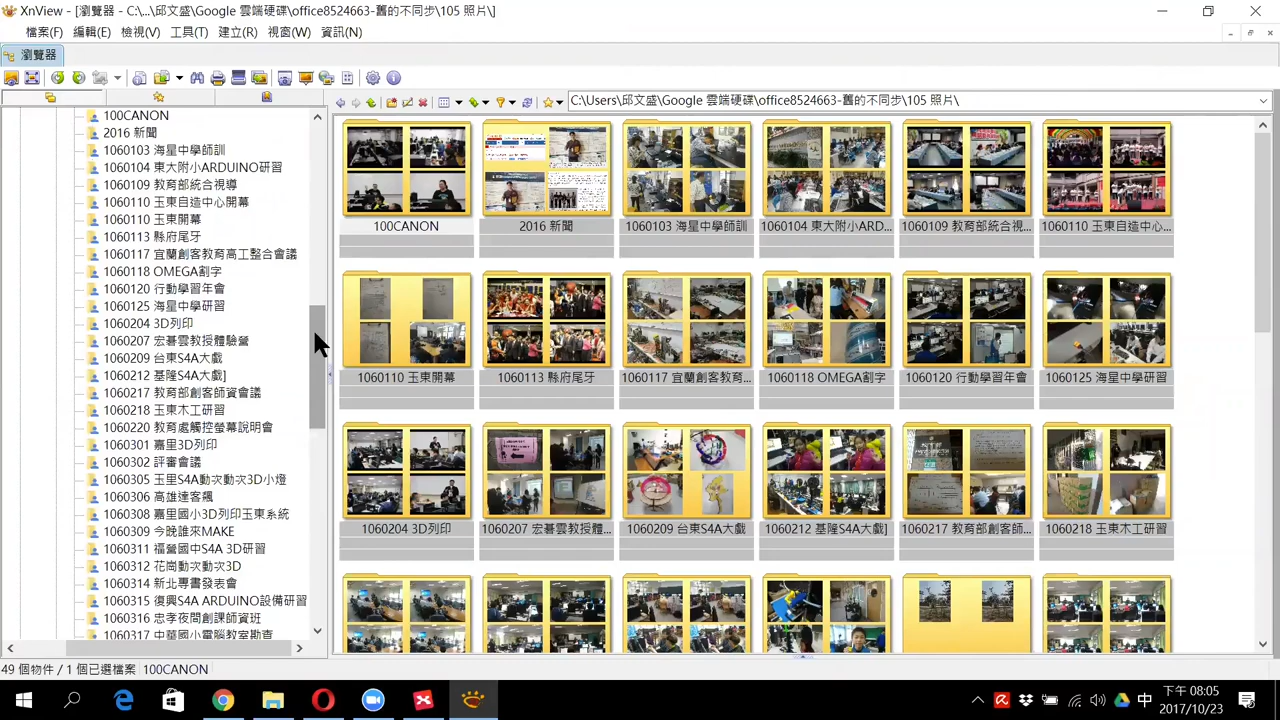 XnView - [瀏覽器 - C:\...\邱文盛\Google 雲端硬碟\office8524663-舊的不同步\105 照片\]
檔案(F) 編輯(E) 檢視(V) 工具(T) 建立(R) 視窗(W) 資訊(N)
瀏覽器
C:\Users\邱文盛\Google 雲端硬碟\office8524663-舊的不同步\105 照片\
100CANON
2016 新聞
1060103 海星中學師訓
1060104 東大附小ARDUINO研習
1060109 教育部統合視導
1060110 玉東自造中心開幕
1060110 玉東開幕
1060113 縣府尾牙
1060117 宜蘭創客教育高工整合會議
1060118 OMEGA割字
1060120 行動學習年會
1060125 海星中學研習
1060204 3D列印
1060207 宏碁雲教授體驗營
1060209 台東S4A大戲
1060212 基隆S4A大戲]
1060217 教育部創客師資會議
1060218 玉東木工研習
1060220 教育處觸控螢幕說明會
1060301 嘉里3D列印
1060302 評審會議
1060305 玉里S4A動次動次3D小燈
1060306 高雄達客飆
1060308 嘉里國小3D列印玉東系統
1060309 今晚誰來MAKE
1060311 福營國中S4A 3D研習
1060312 花崗動次動次3D
1060314 新北專書發表會
1060315 復興S4A ARDUINO設備研習
1060316 忠孝夜間創課師資班
1060317 中華國小電腦教室勘查
100CANON 2016 新聞 1060103 海星中學師訓 1060104 東大附小ARD... 1060109 教育部統合視... 1060110 玉東自造中心...
1060110 玉東開幕 1060113 縣府尾牙 1060117 宜蘭創客教育... 1060118 OMEGA割字 1060120 行動學習年會 1060125 海星中學研習
1060204 3D列印 1060207 宏碁雲教授體... 1060209 台東S4A大戲 1060212 基隆S4A大戲] 1060217 教育部創客師... 1060218 玉東木工研習
49 個物件 / 1 個已選檔案 100CANON
中
下午 08:05
2017/10/23